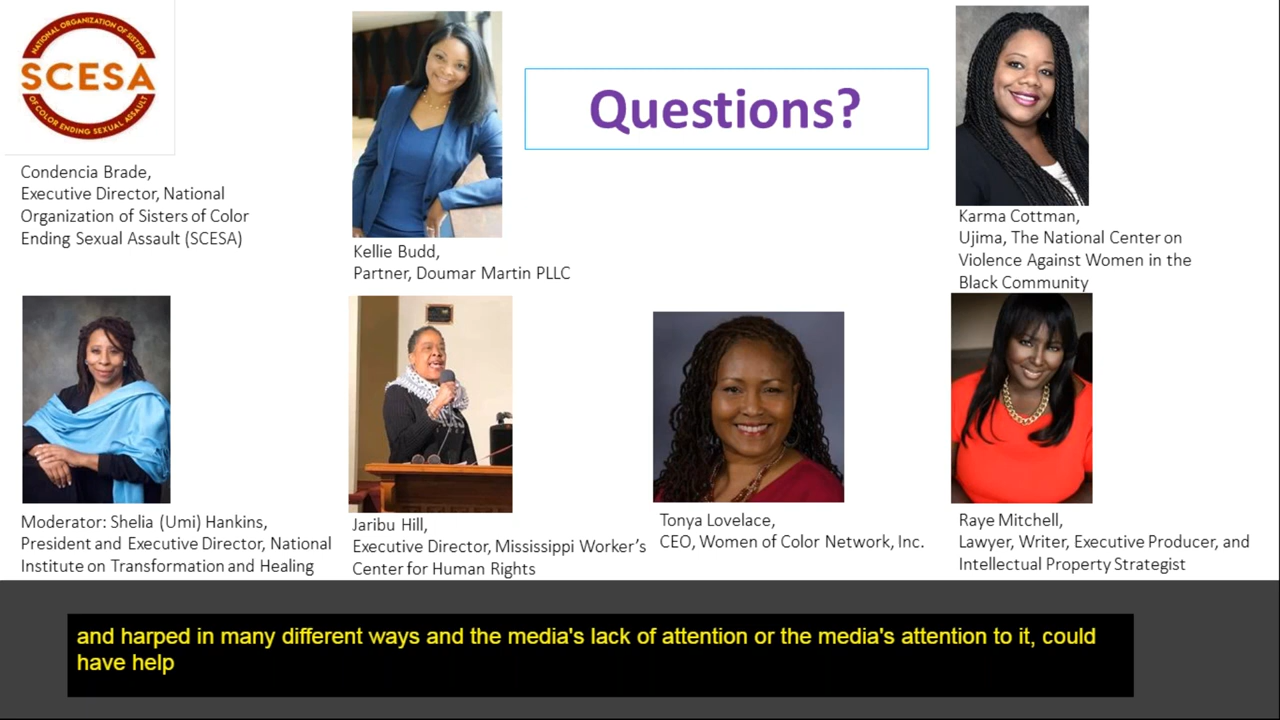 NATIONAL ORGANIZATION OF SISTERS
SCESA
OF COLOR ENDING SEXUAL ASSAULT
Condencia Brade,
Executive Director, National
Organization of Sisters of Color
Ending Sexual Assault (SCESA)
Kellie Budd,
Partner, Doumar Martin PLLC
Questions?
Karma Cottman,
Ujima, The National Center on
Violence Against Women in the
Black Community
Moderator: Shelia (Umi) Hankins,
President and Executive Director, National
Institute on Transformation and Healing
Jaribu Hill,
Executive Director, Mississippi Worker’s
Center for Human Rights
Tonya Lovelace,
CEO, Women of Color Network, Inc.
Raye Mitchell,
Lawyer, Writer, Executive Producer, and
Intellectual Property Strategist
and harped in many different ways and the media's lack of attention or the media's attention to it, could
have help